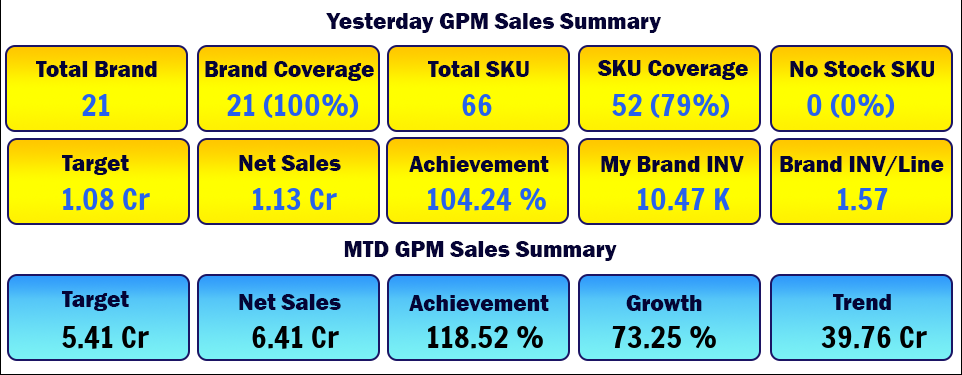 Yesterday GPM Sales Summary
Total Brand
21
Brand Coverage
21 (100%)
Total SKU
66
SKU Coverage
52 (79%)
No Stock SKU
0 (0%)
Target
1.08 Cr
Net Sales
1.13 Cr
Achievement
104.24 %
My Brand INV
10.47 K
Brand INV/Line
1.57
MTD GPM Sales Summary
Target
5.41 Cr
Net Sales
6.41 Cr
Achievement
118.52 %
Growth
73.25 %
Trend
39.76 Cr